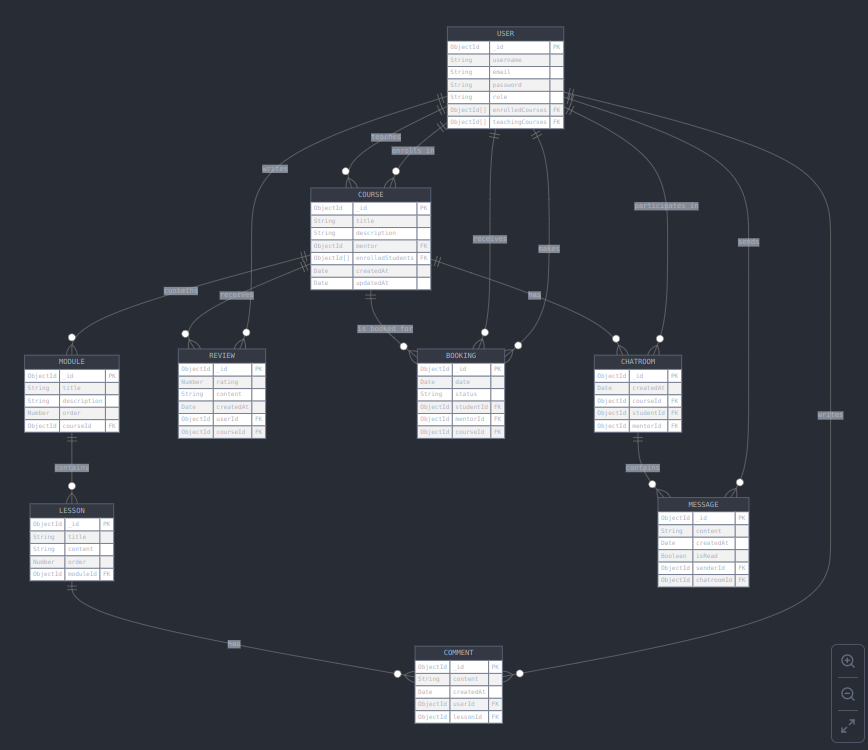 USER
ObjectId _id PK
String username
String email
String password
String role
ObjectId[] enrolledCourses FK
ObjectId[] teachingCourses FK
teaches
enrolls in
writes
COURSE
ObjectId _id PK
String title
String description
ObjectId mentor FK
ObjectId[] enrolledStudents FK
Date createdAt
Date updatedAt
participates in
receives
makes
sends
contains
receives
has
is booked for
MODULE
ObjectId _id PK
String title
String description
Number order
ObjectId courseId FK
REVIEW
ObjectId _id PK
Number rating
String content
Date createdAt
ObjectId userId FK
ObjectId courseId FK
BOOKING
ObjectId _id PK
Date date
String status
ObjectId studentId FK
ObjectId mentorId FK
ObjectId courseId FK
CHATROOM
ObjectId _id PK
Date createdAt
ObjectId courseId FK
ObjectId studentId FK
ObjectId mentorId FK
writes
contains
contains
LESSON
ObjectId _id PK
String title
String content
Number order
ObjectId moduleId FK
MESSAGE
ObjectId _id PK
String content
Date createdAt
Boolean isRead
ObjectId senderId FK
ObjectId chatroomId FK
has
COMMENT
ObjectId _id PK
String content
Date createdAt
ObjectId userId FK
ObjectId lessonId FK